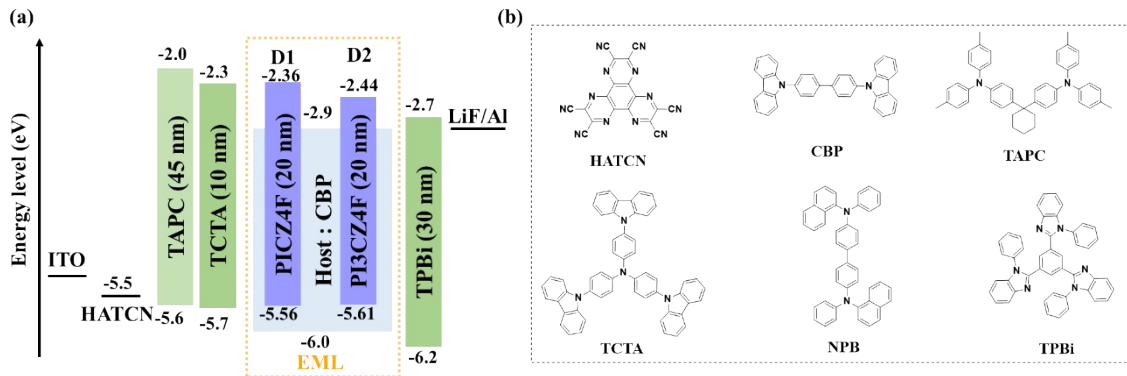 (a)
Energy level (eV)
ITO
-5.5
HATCN
-2.0
TAPC (45 nm)
-5.6
-2.3
TCTA (10 nm)
-5.7
D1
-2.36
PICZ4F (20 nm)
-5.56
-2.9
Host : CBP
-6.0
D2
-2.44
PI3CZ4F (20 nm)
-5.61
EML
-2.7
TPBi (30 nm)
-6.2
LiF/Al
(b)
CN
CN
N
N
NC
N
N
CN
N
N
NC
CN
HATCN
N
N
CBP
N
N
TAPC
N
N
N
N
TCTA
N
N
NPB
N
N
N
N
N
N
TPBi